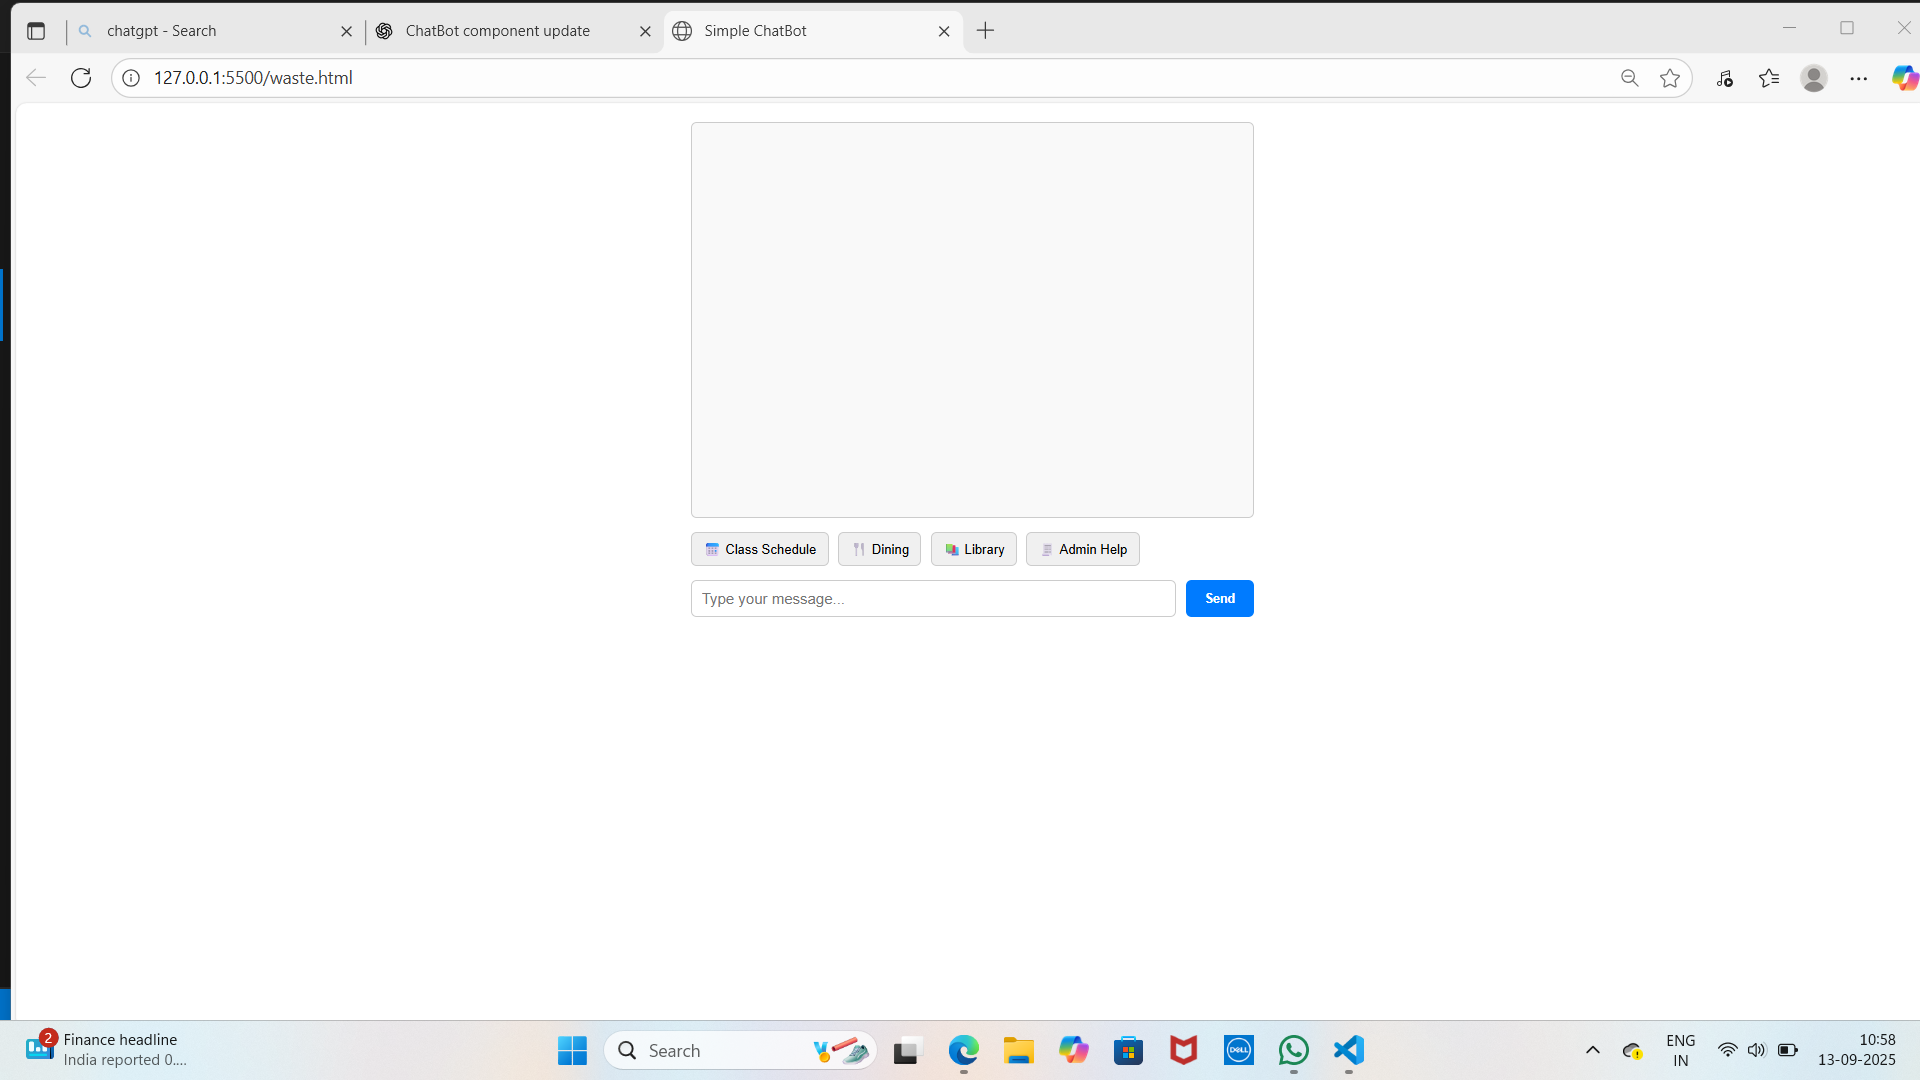 chatgpt - Search
ChatBot component update
Simple ChatBot
127.0.0.1:5500/waste.html
Class Schedule
Dining
Library
Admin Help
Type your message...
Send
2
Finance headline
India reported 0....
Search
DELL
ENG
IN
10:58
13-09-2025